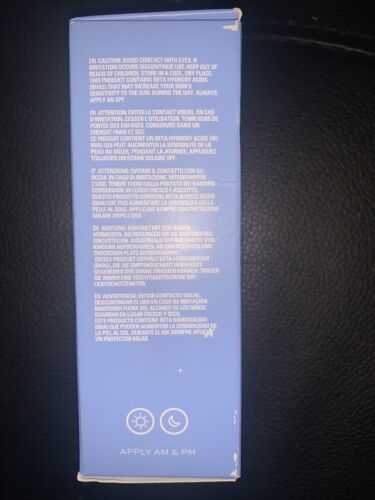 EN CAUTION: AVOID CONTACT WITH EYES, IF
IRRITATION OCCURS DISCONTINUE USE. KEEP OUT OF
REACH OF CHILDREN. STORE IN A COOL, DRY PLACE.
THIS PRODUCT CONTAINS BETA HYDROXY ACIDS
(BHAS) THAT MAY INCREASE YOUR SKIN'S
SENSITIVITY TO THE SUN. DURING THE DAY, ALWAYS
APPLY AN SPF.
FR ATTENTION: ÉVITER LE CONTACT VISUEL. EN CAS
D'IRRITATION, CESSER L'UTILISATION. TENIR HORS DE
PORTÉE DES ENFANTS. CONSERVER DANS UN
ENDROIT FRAIS ET SEC.
CE PRODUIT CONTIENT UN BETA HYDROXY ACIDE (OU
BHA) QUI PEUT AUGMENTER LA SENSIBILITÉ DE LA
PEAU AU SOLEIL. PENDANT LA JOURNÉE, APPLIQUEZ
TOUJOURS UN ÉCRAN SOLAIRE SPF.
IT ATTENZIONE: EVITARE IL CONTATTO CON GLI
OCCHI. IN CASO DI IRRITAZIONE, INTERROMPERE
L'USO. TENERE FUORI DALLA PORTATA DEI BAMBINI.
CONSERVARE IN LUOGO FRESCO E ASCIUTTO.
QUESTO PRODOTTO CONTIENE BETA IDROSSI ACIDO
CHE PUÒ AUMENTARE LA SENSIBILITÀ DELLA
PELLE AL SOLE. APPLICARE SEMPRE UNA PROTEZIONE
SOLARE DOPO L'USO.
DE ACHTUNG: KONTAKT MIT DEN AUGEN
VERMEIDEN. BEI REIZUNGEN IST DIE ANWENDUNG
EINZUSTELLEN. AUSSERHALB DER REICHWEITE VON
KINDERN AUFBEWAHREN. AN EINEM KÜHLEN UND
TROCKENEN PLATZ AUFBEWAHREN.
DIESES PRODUKT ENTHÄLT BETA-HYDROXYSÄURE
(BHAS), DIE DIE EMPFINDLICHKEIT IHRER HAUT
GEGENÜBER DER SONNE ERHÖHEN KÖNNEN. TRAGEN
SIE IMMER EINE FEUCHTIGKEITSCREME MIT
LICHTSCHUTZFAKTOR.
EU ADVERTENCIA: EVITAR CONTACTO VISUAL.
DESCONTINUAR EL USO EN CASO DE IRRITACIÓN.
MANTENER FUERA DEL ALCANCE DE LOS NIÑOS.
GUARDAR EN LUGAR FRESCO Y SECO.
ESTE PRODUCTO CONTIENE BETA HIDROXIÁCIDO
(BHA) QUE PUEDEN AUMENTAR LA SENSIBILIDAD DE
LA PIEL AL SOL. DURANTE EL DÍA SIEMPRE APLICAR
UN PROTECTOR SOLAR.
APPLY AM & PM